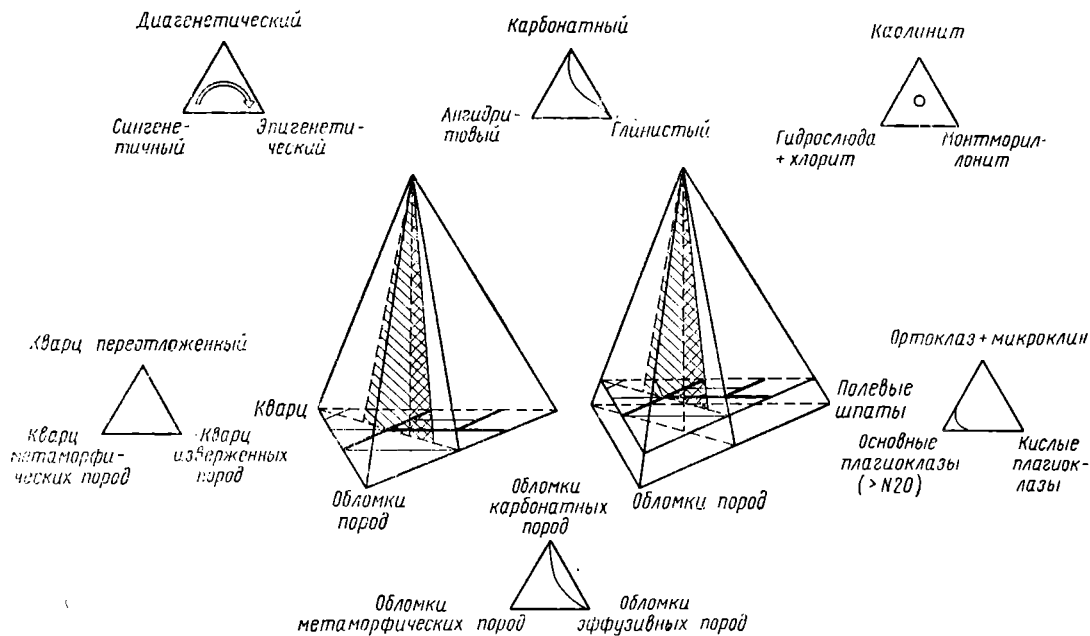 Диагенетический
Сингене-
тичный
Эпигенети-
ческий
Карбонатный
Ангидри-
товый
Глинистый
Каолинит
Гидрослюда
+ хлорит
Монтморил-
лонит
Кварц переотложенный
Кварц
метаморфи-
ческих пород
Кварц
изверженных
пород
Кварц
Обломки
пород
Обломки пород
Полевые
шпаты
Ортоклаз + микроклин
Основные
плагиоклазы
(>N20)
Кислые
плагиок-
лазы
Обломки
карбонатных
пород
Обломки
метаморфических пород
Обломки
эффузивных пород